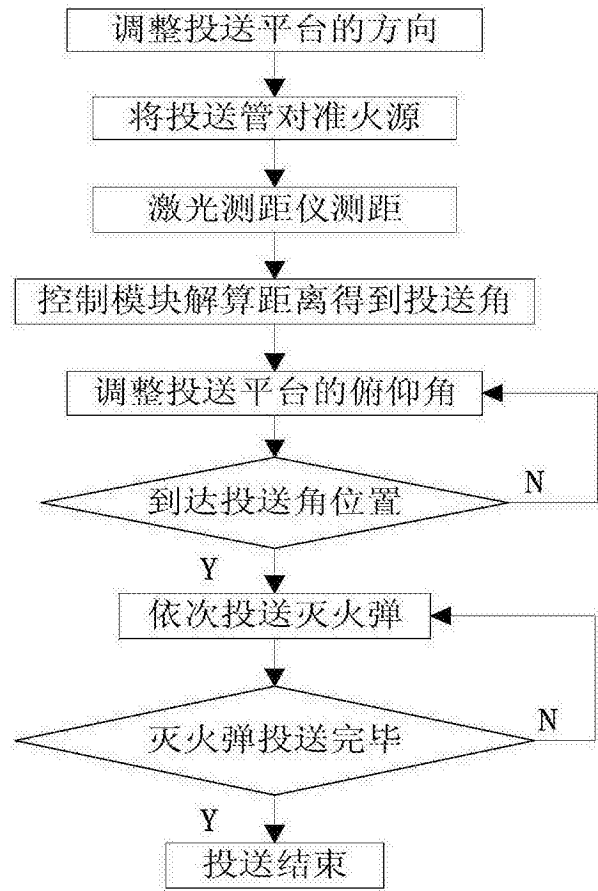 调整投送平台的方向
将投送管对准火源
激光测距仪测距
控制模块解算距离得到投送角
调整投送平台的俯仰角
到达投送角位置
N
Y
依次投送灭火弹
灭火弹投送完毕
N
Y
投送结束